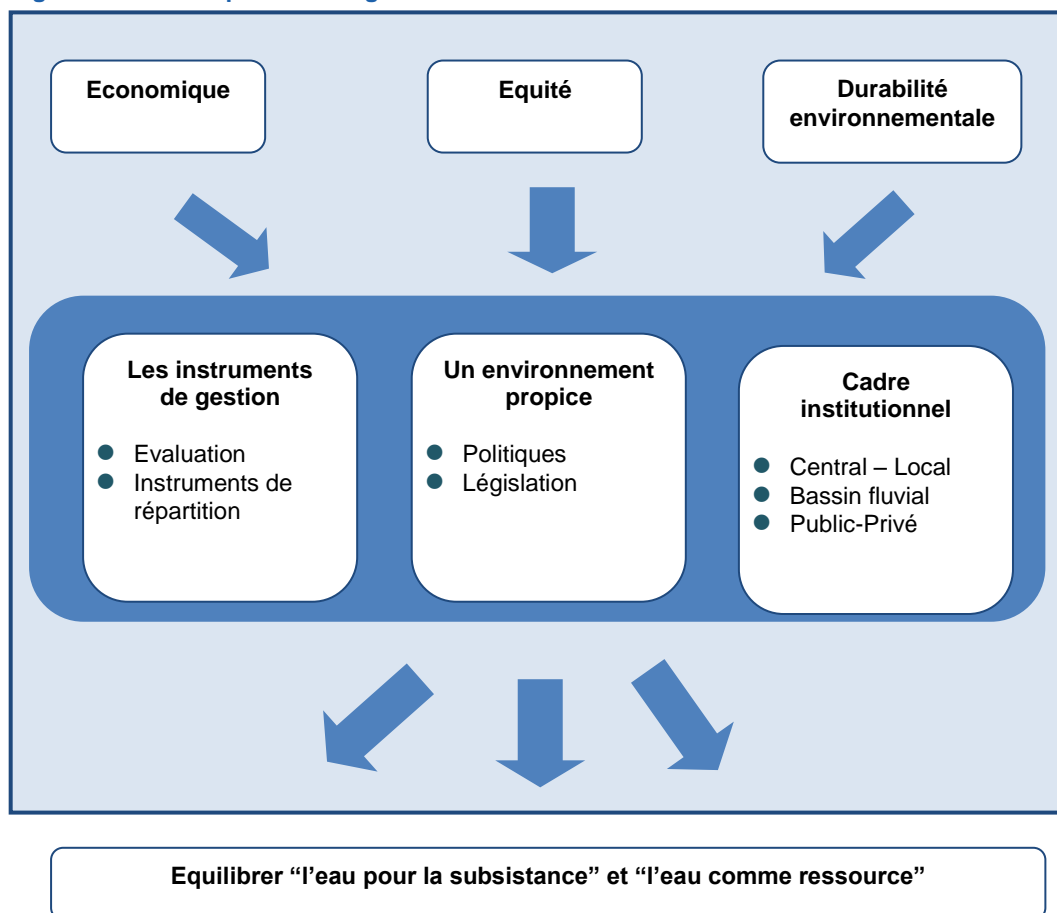 Economique
Equité
Durabilité
environnementale
Les instruments
de gestion
Evaluation
Instruments de
répartition
Un environnement
propice
Politiques
Législation
Cadre
institutionnel
Central – Local
Bassin fluvial
Public-Privé
Equilibrer “l’eau pour la subsistance” et “l’eau comme ressource”